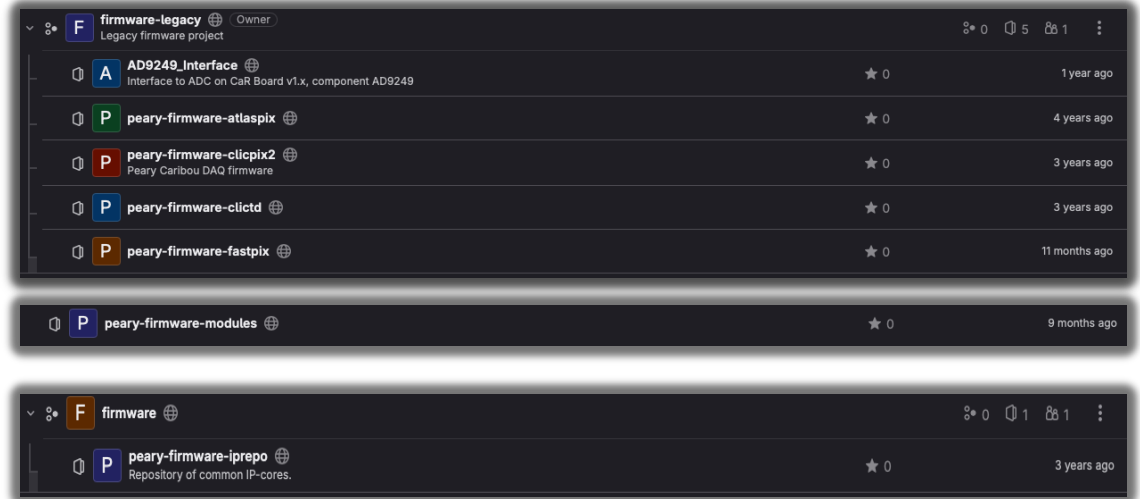 F firmware-legacy Owner 0 5 1
Legacy firmware project
A AD9249_Interface 0 1 year ago
Interface to ADC on CaR Board v1.x, component AD9249
P peary-firmware-atlaspix 0 4 years ago
P peary-firmware-clicpix2 0 3 years ago
Peary Caribou DAQ firmware
P peary-firmware-clictd 0 3 years ago
P peary-firmware-fastpix 0 11 months ago
P peary-firmware-modules 0 9 months ago
F firmware 0 1 1
P peary-firmware-iprepo 0 3 years ago
Repository of common IP-cores.